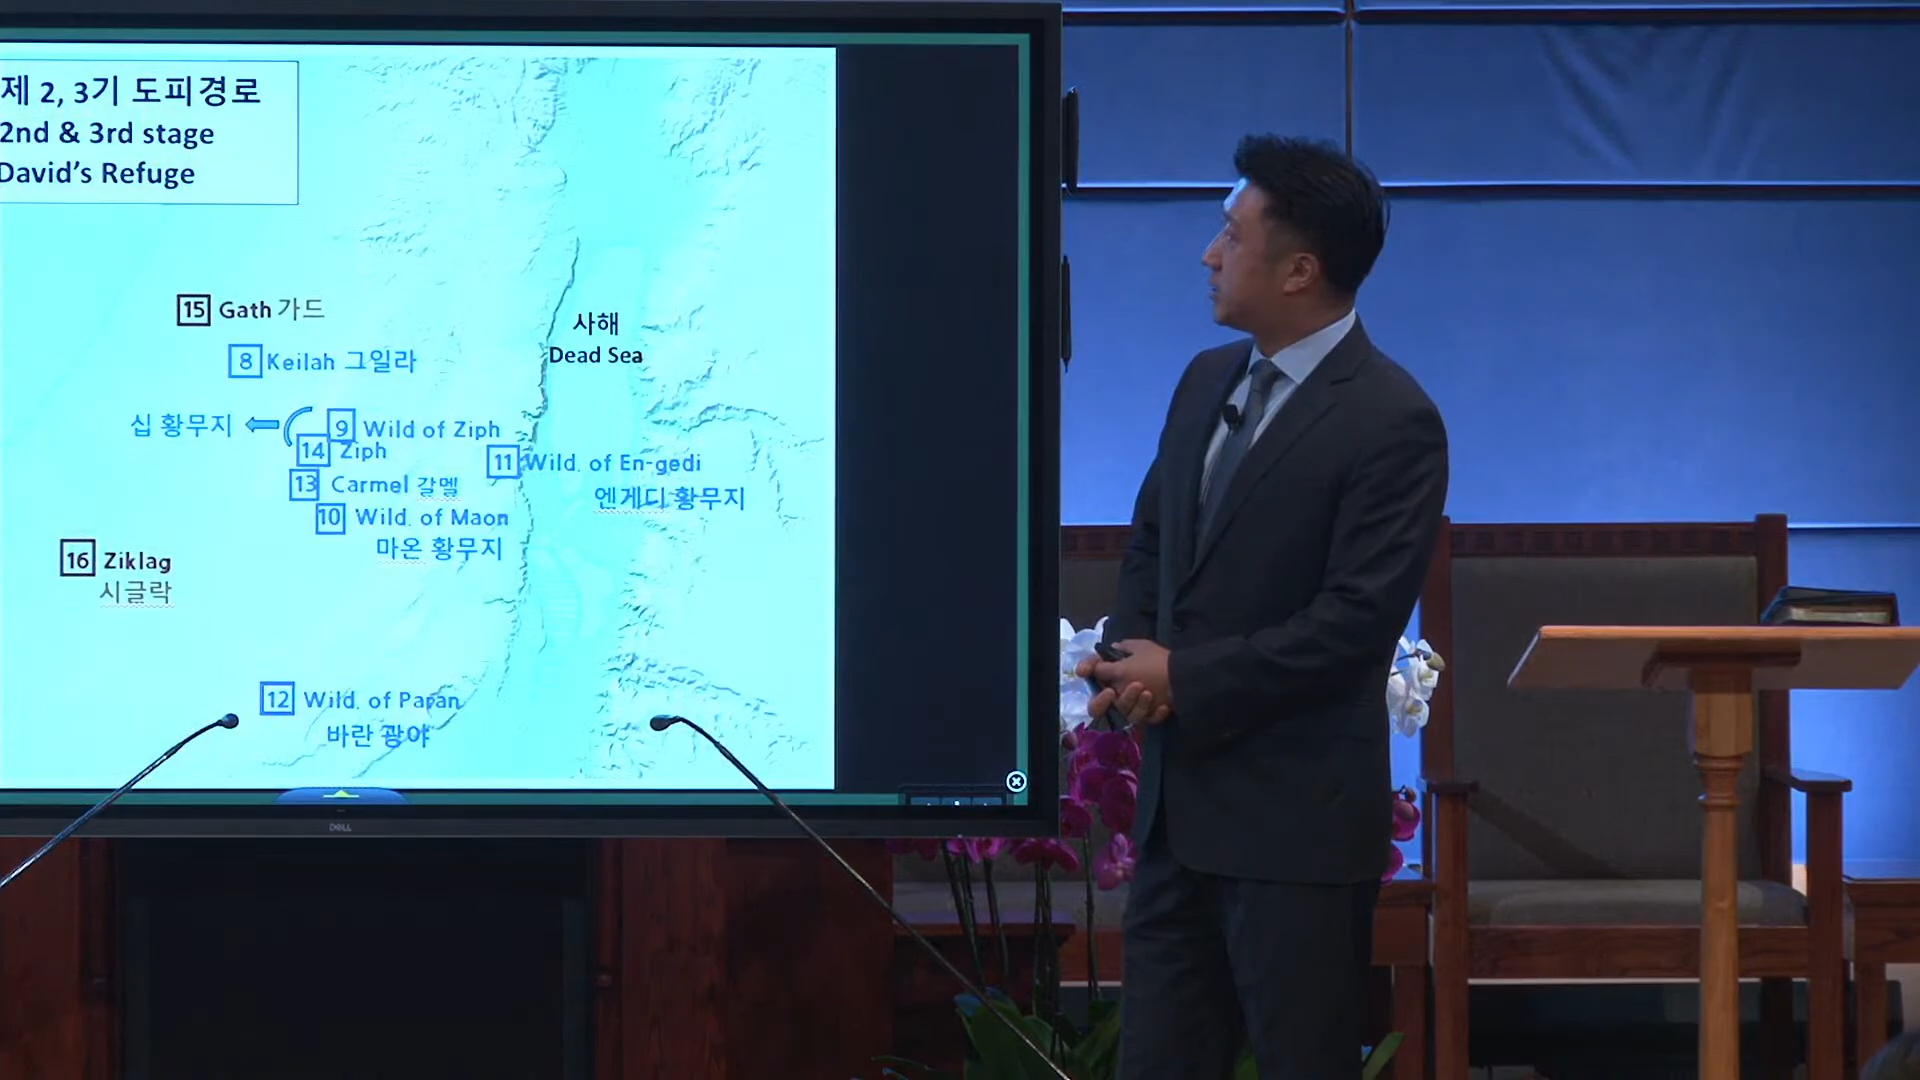 제 2, 3기 도피경로
2nd & 3rd stage
David's Refuge
15 Gath 가드
사해
Dead Sea
8 Keilah 그일라
십 황무지
9 Wild of Ziph
14 Ziph
11 Wild. of En-gedi
엔게디 황무지
13 Carmel 갈멜
10 Wild. of Maon
마온 황무지
16 Ziklag
시글락
12 Wild. of Paran
바란 광야
DELL